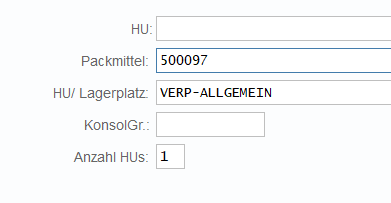 HU:
Packmittel: 500097
HU/ Lagerplatz: VERP-ALLGEMEIN
KonsolGr.:
Anzahl HUs: 1